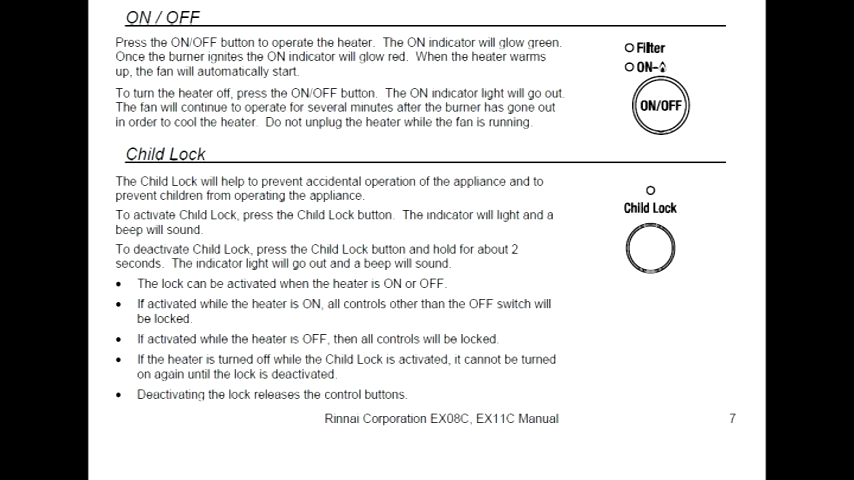 ON / OFF
Press the ON/OFF button to operate the heater. The ON indicator will glow green.
Once the burner ignites the ON indicator will glow red. When the heater warms
up, the fan will automatically start.
To turn the heater off, press the ON/OFF button. The ON indicator light will go out.
The fan will continue to operate for several minutes after the burner has gone out
in order to cool the heater. Do not unplug the heater while the fan is running.
Filter
ON-
ON/OFF
Child Lock
The Child Lock will help to prevent accidental operation of the appliance and to
prevent children from operating the appliance.
To activate Child Lock, press the Child Lock button. The indicator will light and a
beep will sound.
To deactivate Child Lock, press the Child Lock button and hold for about 2
seconds. The indicator light will go out and a beep will sound.
• The lock can be activated when the heater is ON or OFF.
• If activated while the heater is ON, all controls other than the OFF switch will
be locked.
• If activated while the heater is OFF, then all controls will be locked.
• If the heater is turned off while the Child Lock is activated, it cannot be turned
on again until the lock is deactivated.
• Deactivating the lock releases the control buttons.
Child Lock
Rinnai Corporation EX08C, EX11C Manual 7